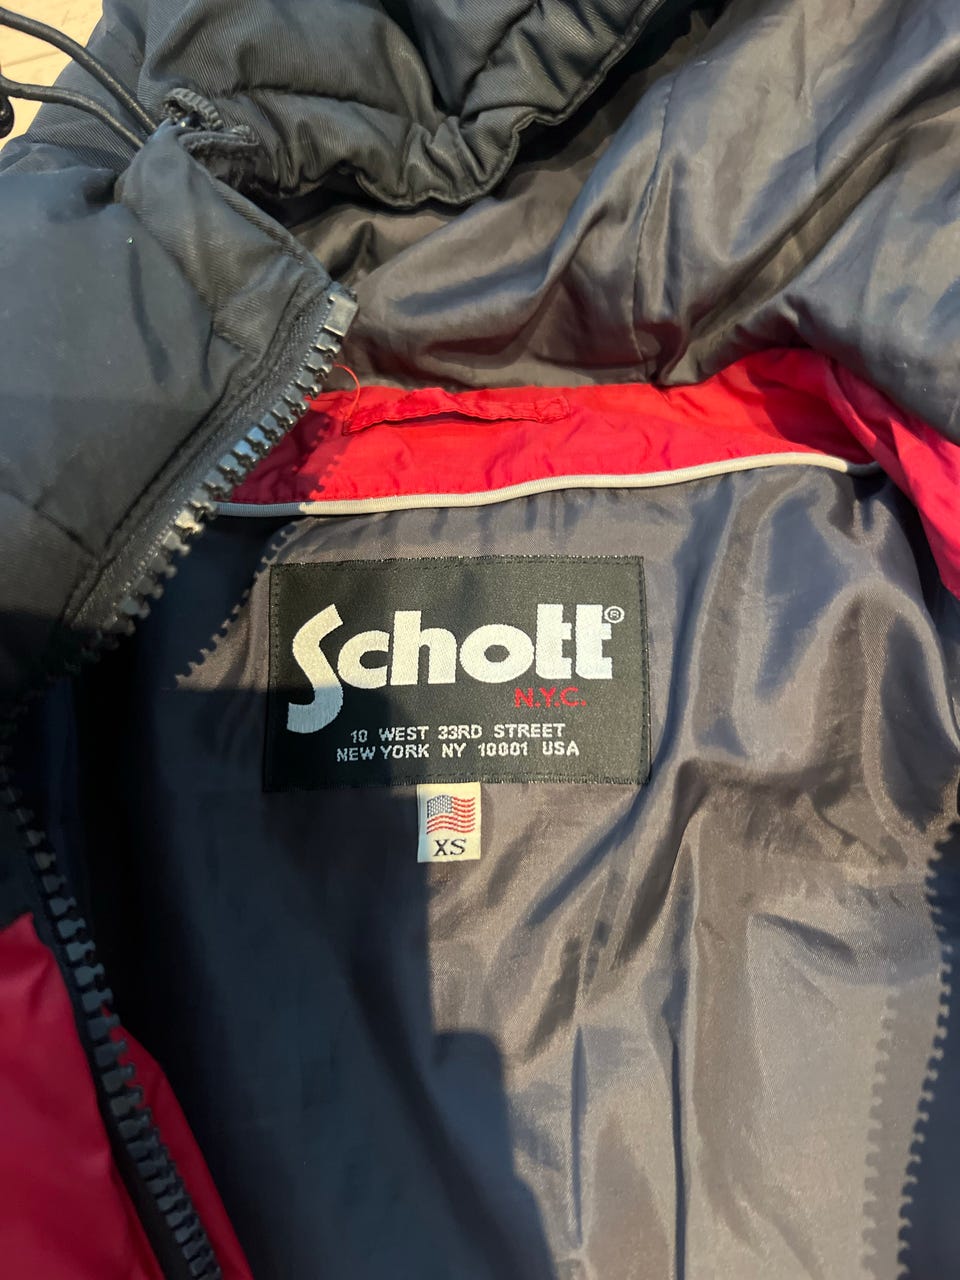 Schott®
N.Y.C.
10 WEST 33RD STREET
NEW YORK NY 10001 USA
XS